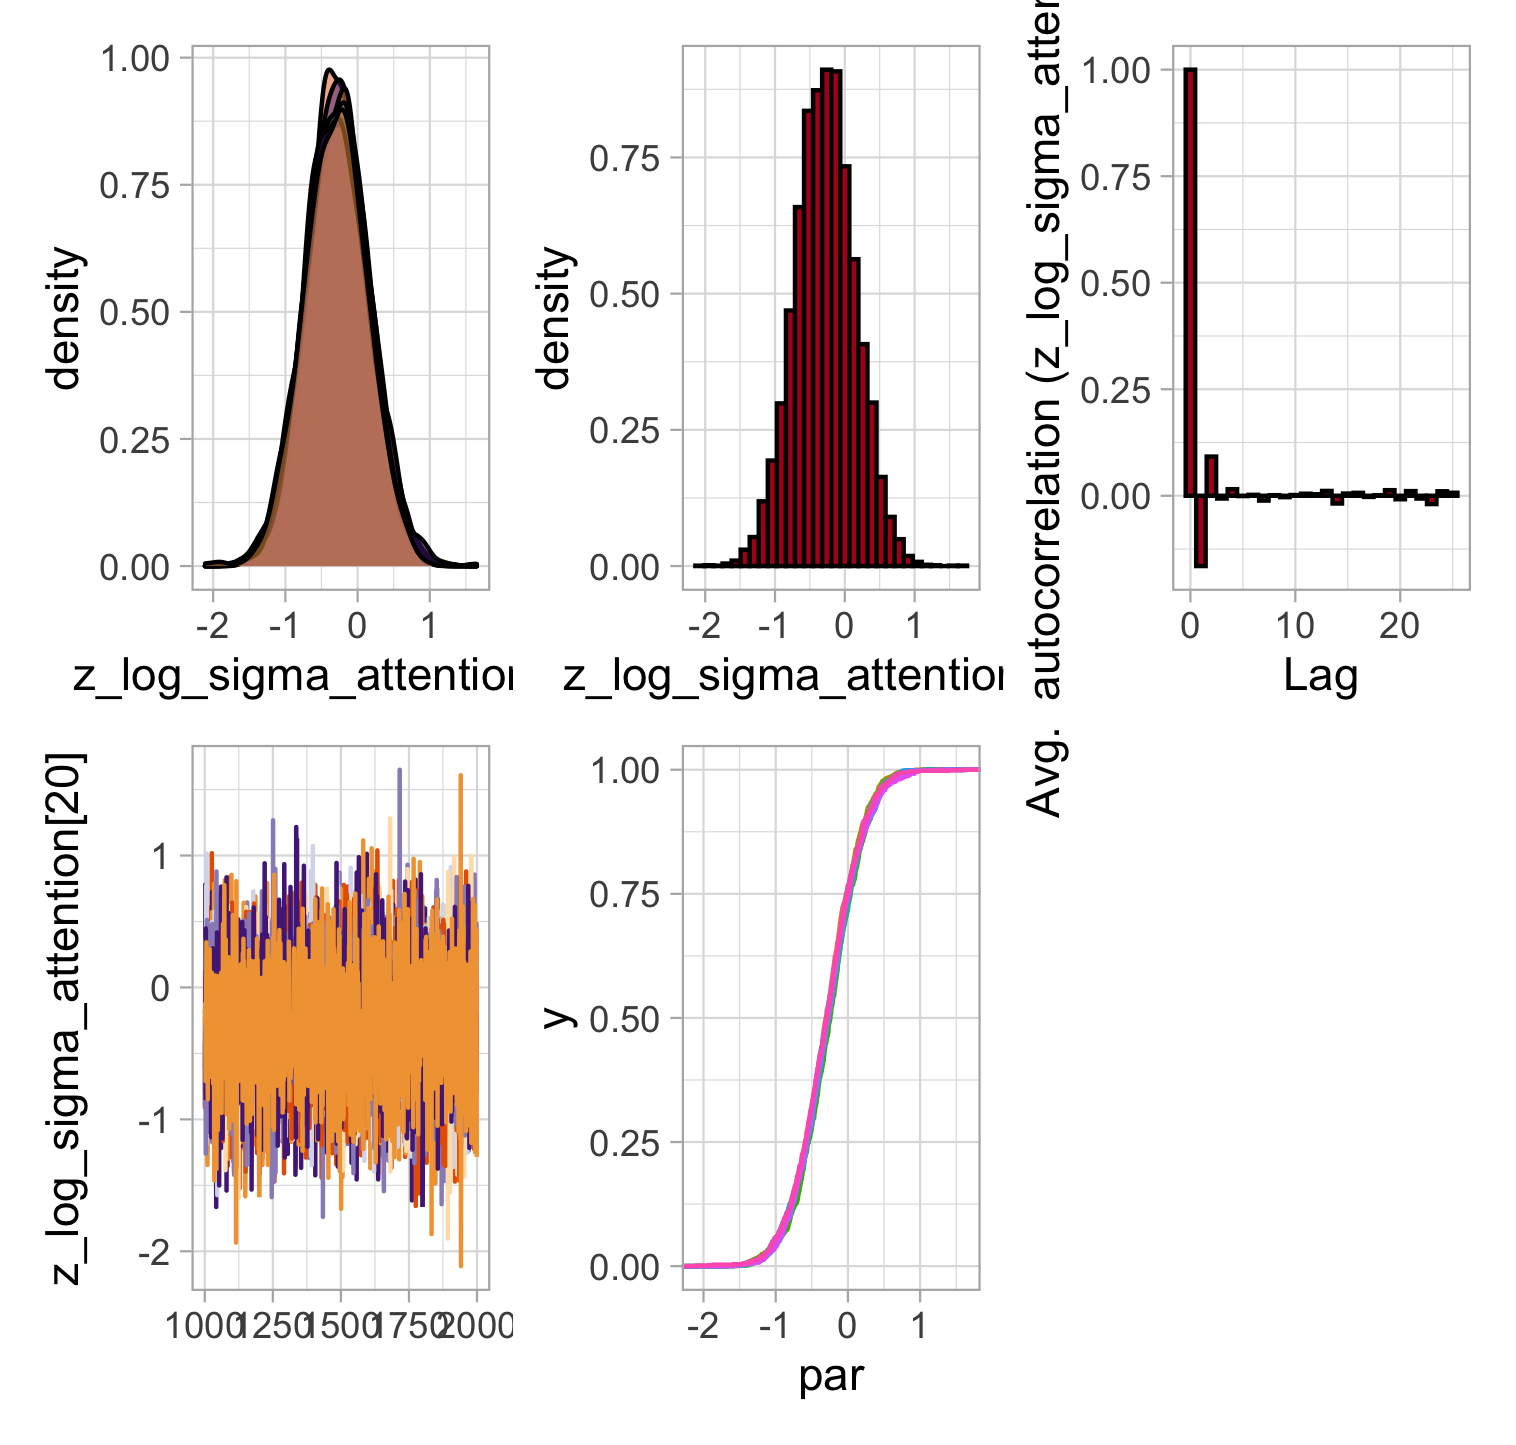 density
1.00
0.75
0.50
0.25
0.00
-2 -1 0 1
z_log_sigma_attention
density
0.75
0.50
0.25
0.00
-2 -1 0 1
z_log_sigma_attention
Avg. autocorrelation (z_log_sigma_atten
1.00
0.75
0.50
0.25
0.00
0 10 20
Lag
z_log_sigma_attention[20]
1
0
-1
-2
1000 1250 1500 1750 2000
y
1.00
0.75
0.50
0.25
0.00
-2 -1 0 1
par